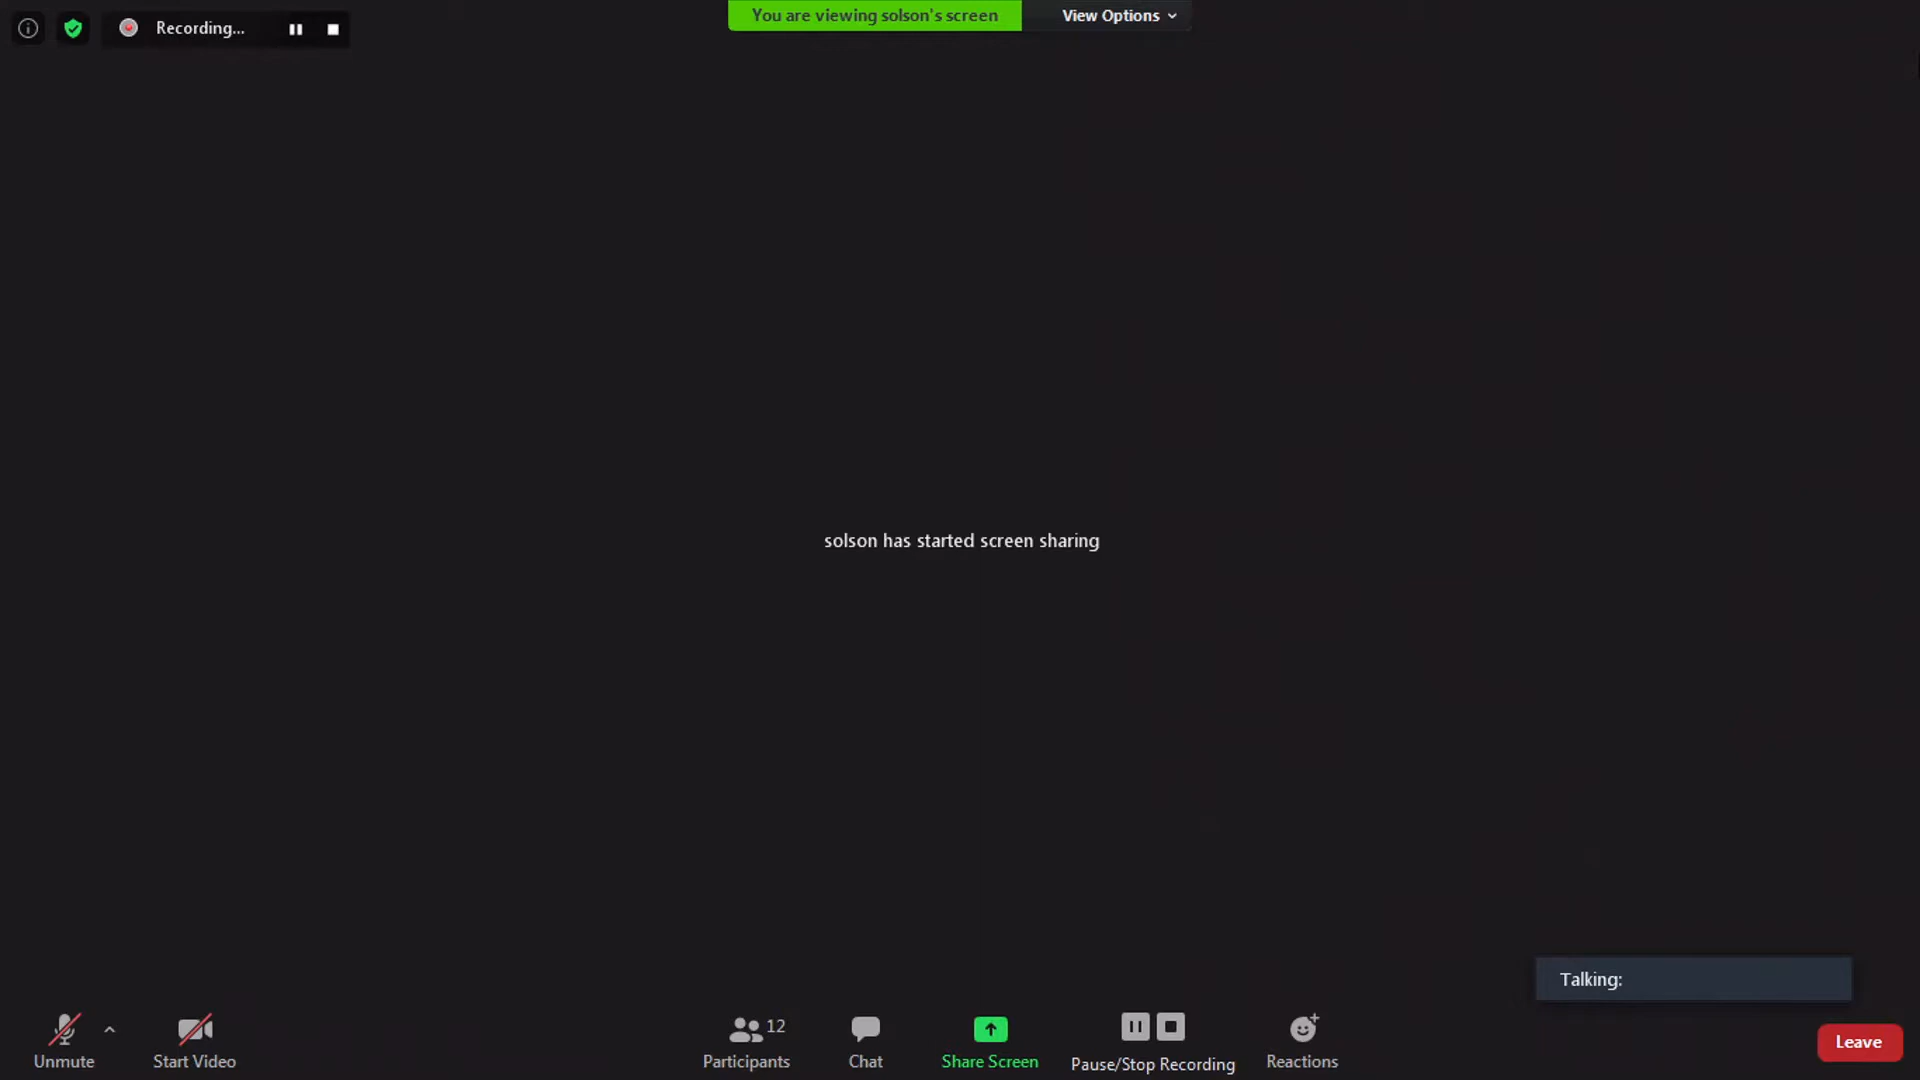 Recording...
You are viewing solson's screen
View Options
solson has started screen sharing
Talking:
Unmute
Start Video
12
Participants
Chat
Share Screen
Pause/Stop Recording
Reactions
Leave